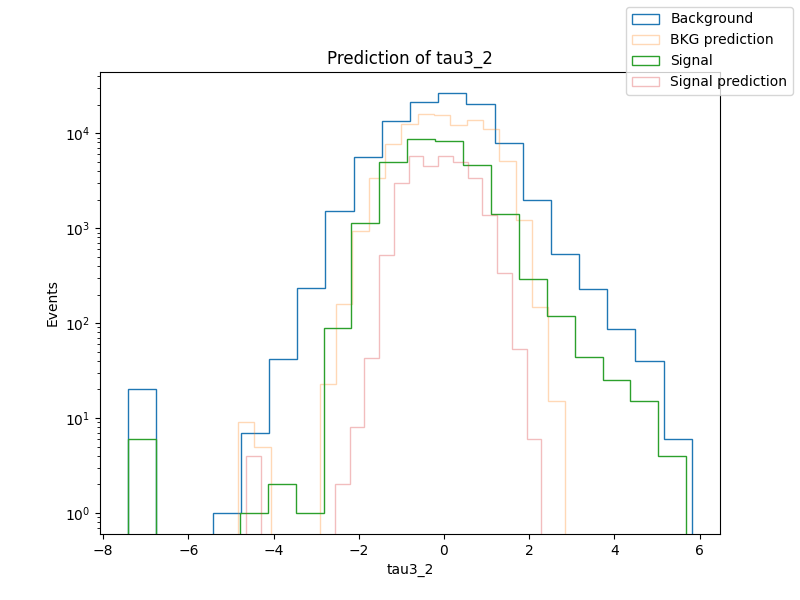 Prediction of tau3_2
Background
BKG prediction
Signal
Signal prediction
Events
10⁴
10³
10²
10¹
10⁰
−8
−6
−4
−2
0
2
4
6
tau3_2